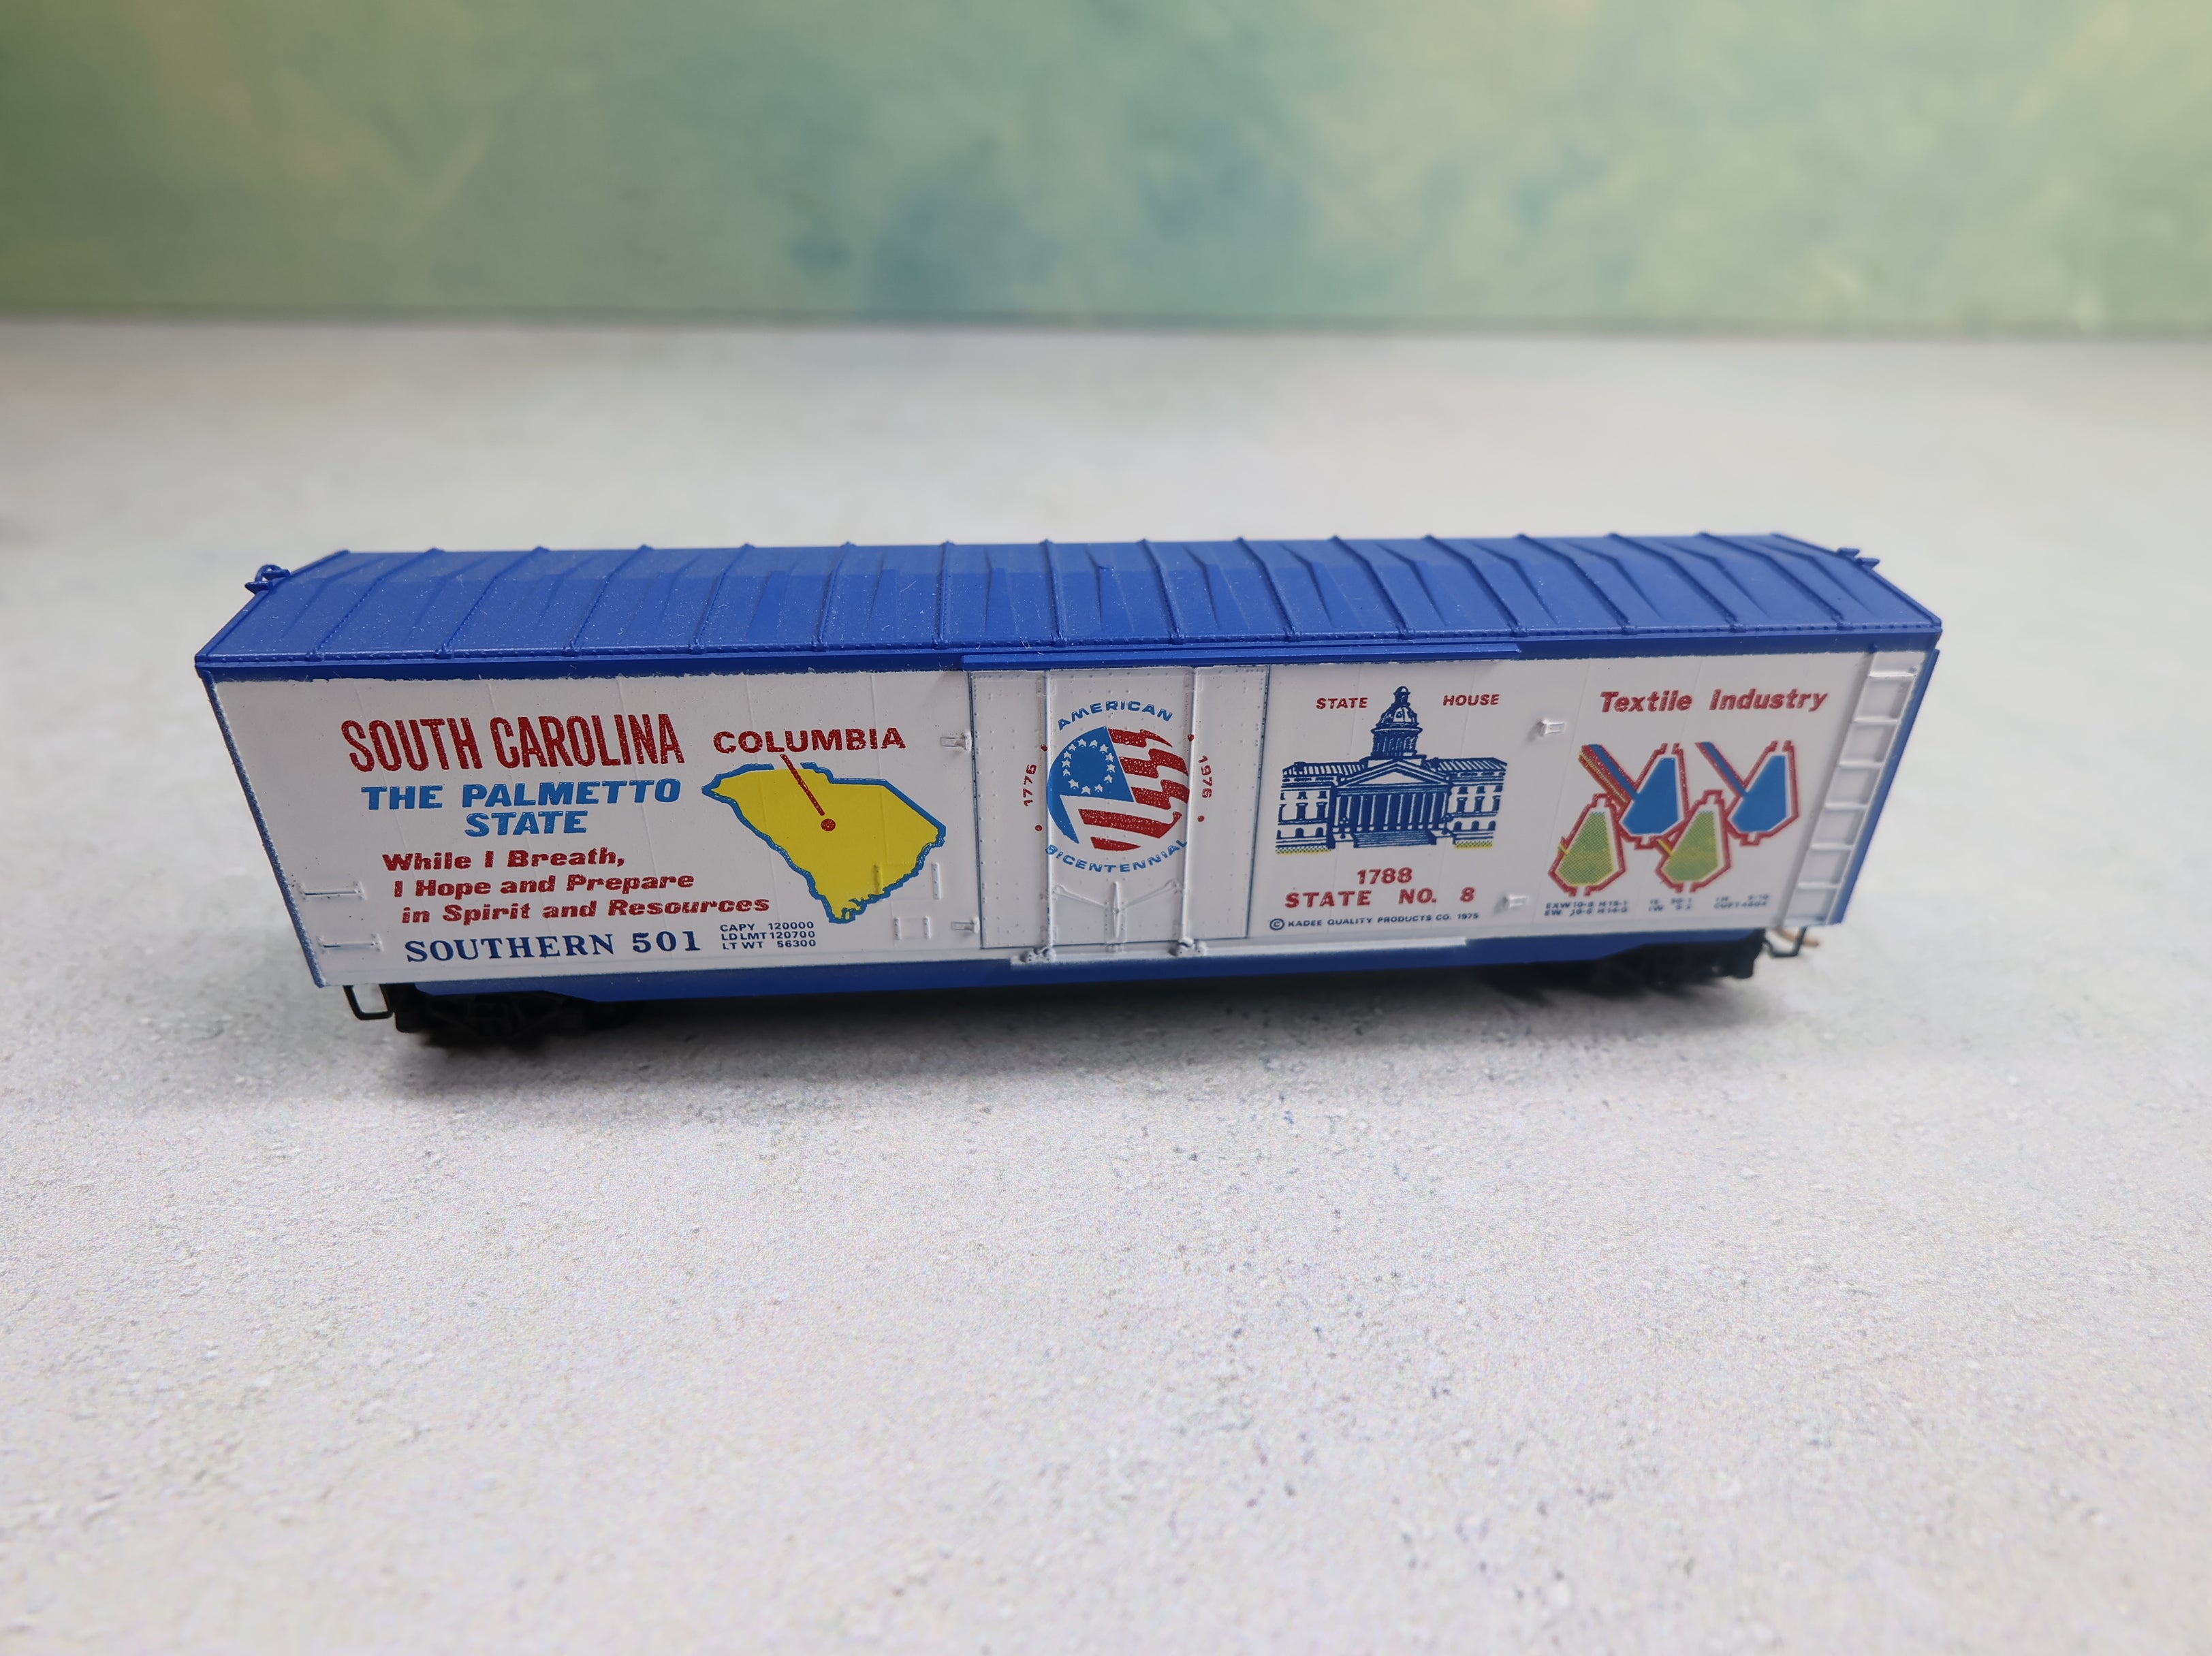 SOUTH CAROLINA
THE PALMETTO
STATE
While I Breath,
I Hope and Prepare
in Spirit and Resources
SOUTHERN 501
CAPY 120000
LD LMT 120700
LT WT 56300
COLUMBIA
AMERICAN
1776
1976
BICENTENNIAL
STATE HOUSE
1788
STATE NO. 8
© KADEE QUALITY PRODUCTS CO. 1975
Textile Industry